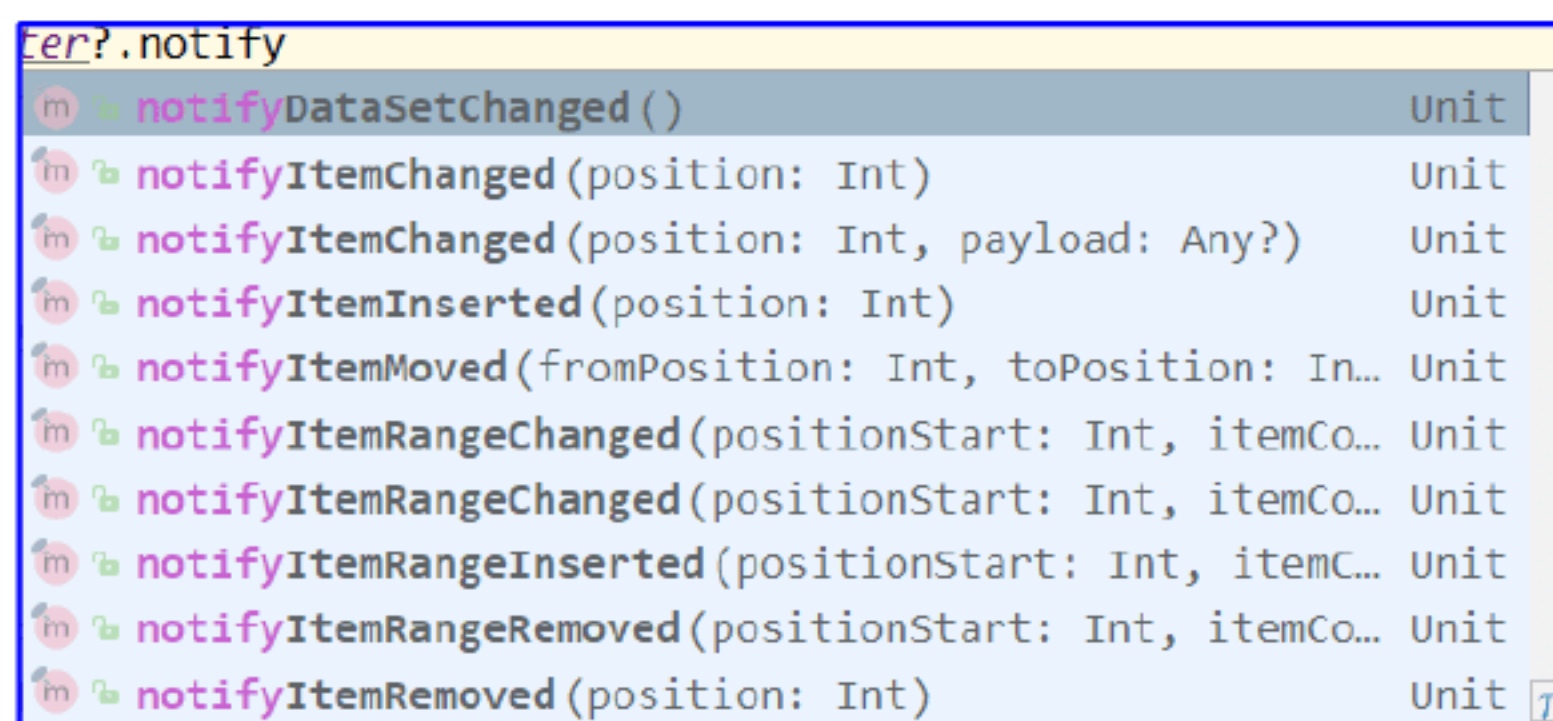 ter?.notify
m notifyDataSetChanged() Unit
m notifyItemChanged(position: Int) Unit
m notifyItemChanged(position: Int, payload: Any?) Unit
m notifyItemInserted(position: Int) Unit
m notifyItemMoved(fromPosition: Int, toPosition: In… Unit
m notifyItemRangeChanged(positionStart: Int, itemCo… Unit
m notifyItemRangeChanged(positionStart: Int, itemCo… Unit
m notifyItemRangeInserted(positionStart: Int, itemC… Unit
m notifyItemRangeRemoved(positionStart: Int, itemCo… Unit
m notifyItemRemoved(position: Int) Unit